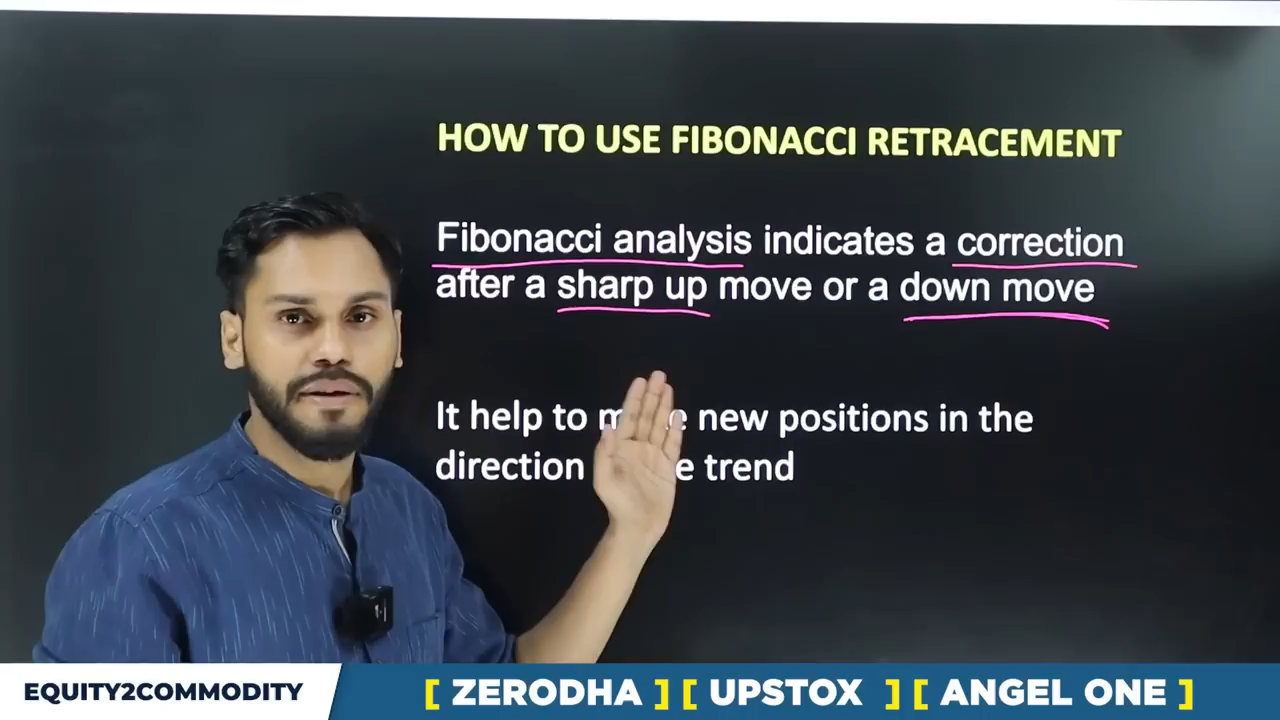 HOW TO USE FIBONACCI RETRACEMENT
Fibonacci analysis indicates a correction
after a sharp up move or a down move
It help to new positions in the
direction trend
EQUITY2COMMODITY [ ZERODHA ] [ UPSTOX ] [ ANGEL ONE ]